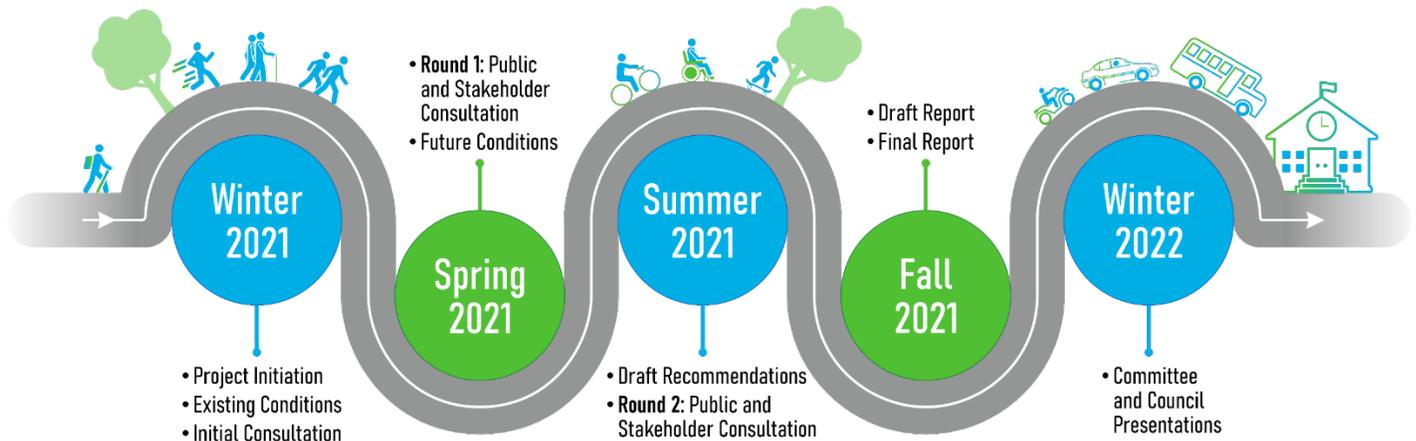 Winter
2021
• Project Initiation
• Existing Conditions
• Initial Consultation
• Round 1: Public
and Stakeholder
Consultation
• Future Conditions
Spring
2021
Summer
2021
• Draft Recommendations
• Round 2: Public and
Stakeholder Consultation
• Draft Report
• Final Report
Fall
2021
Winter
2022
• Committee
and Council
Presentations